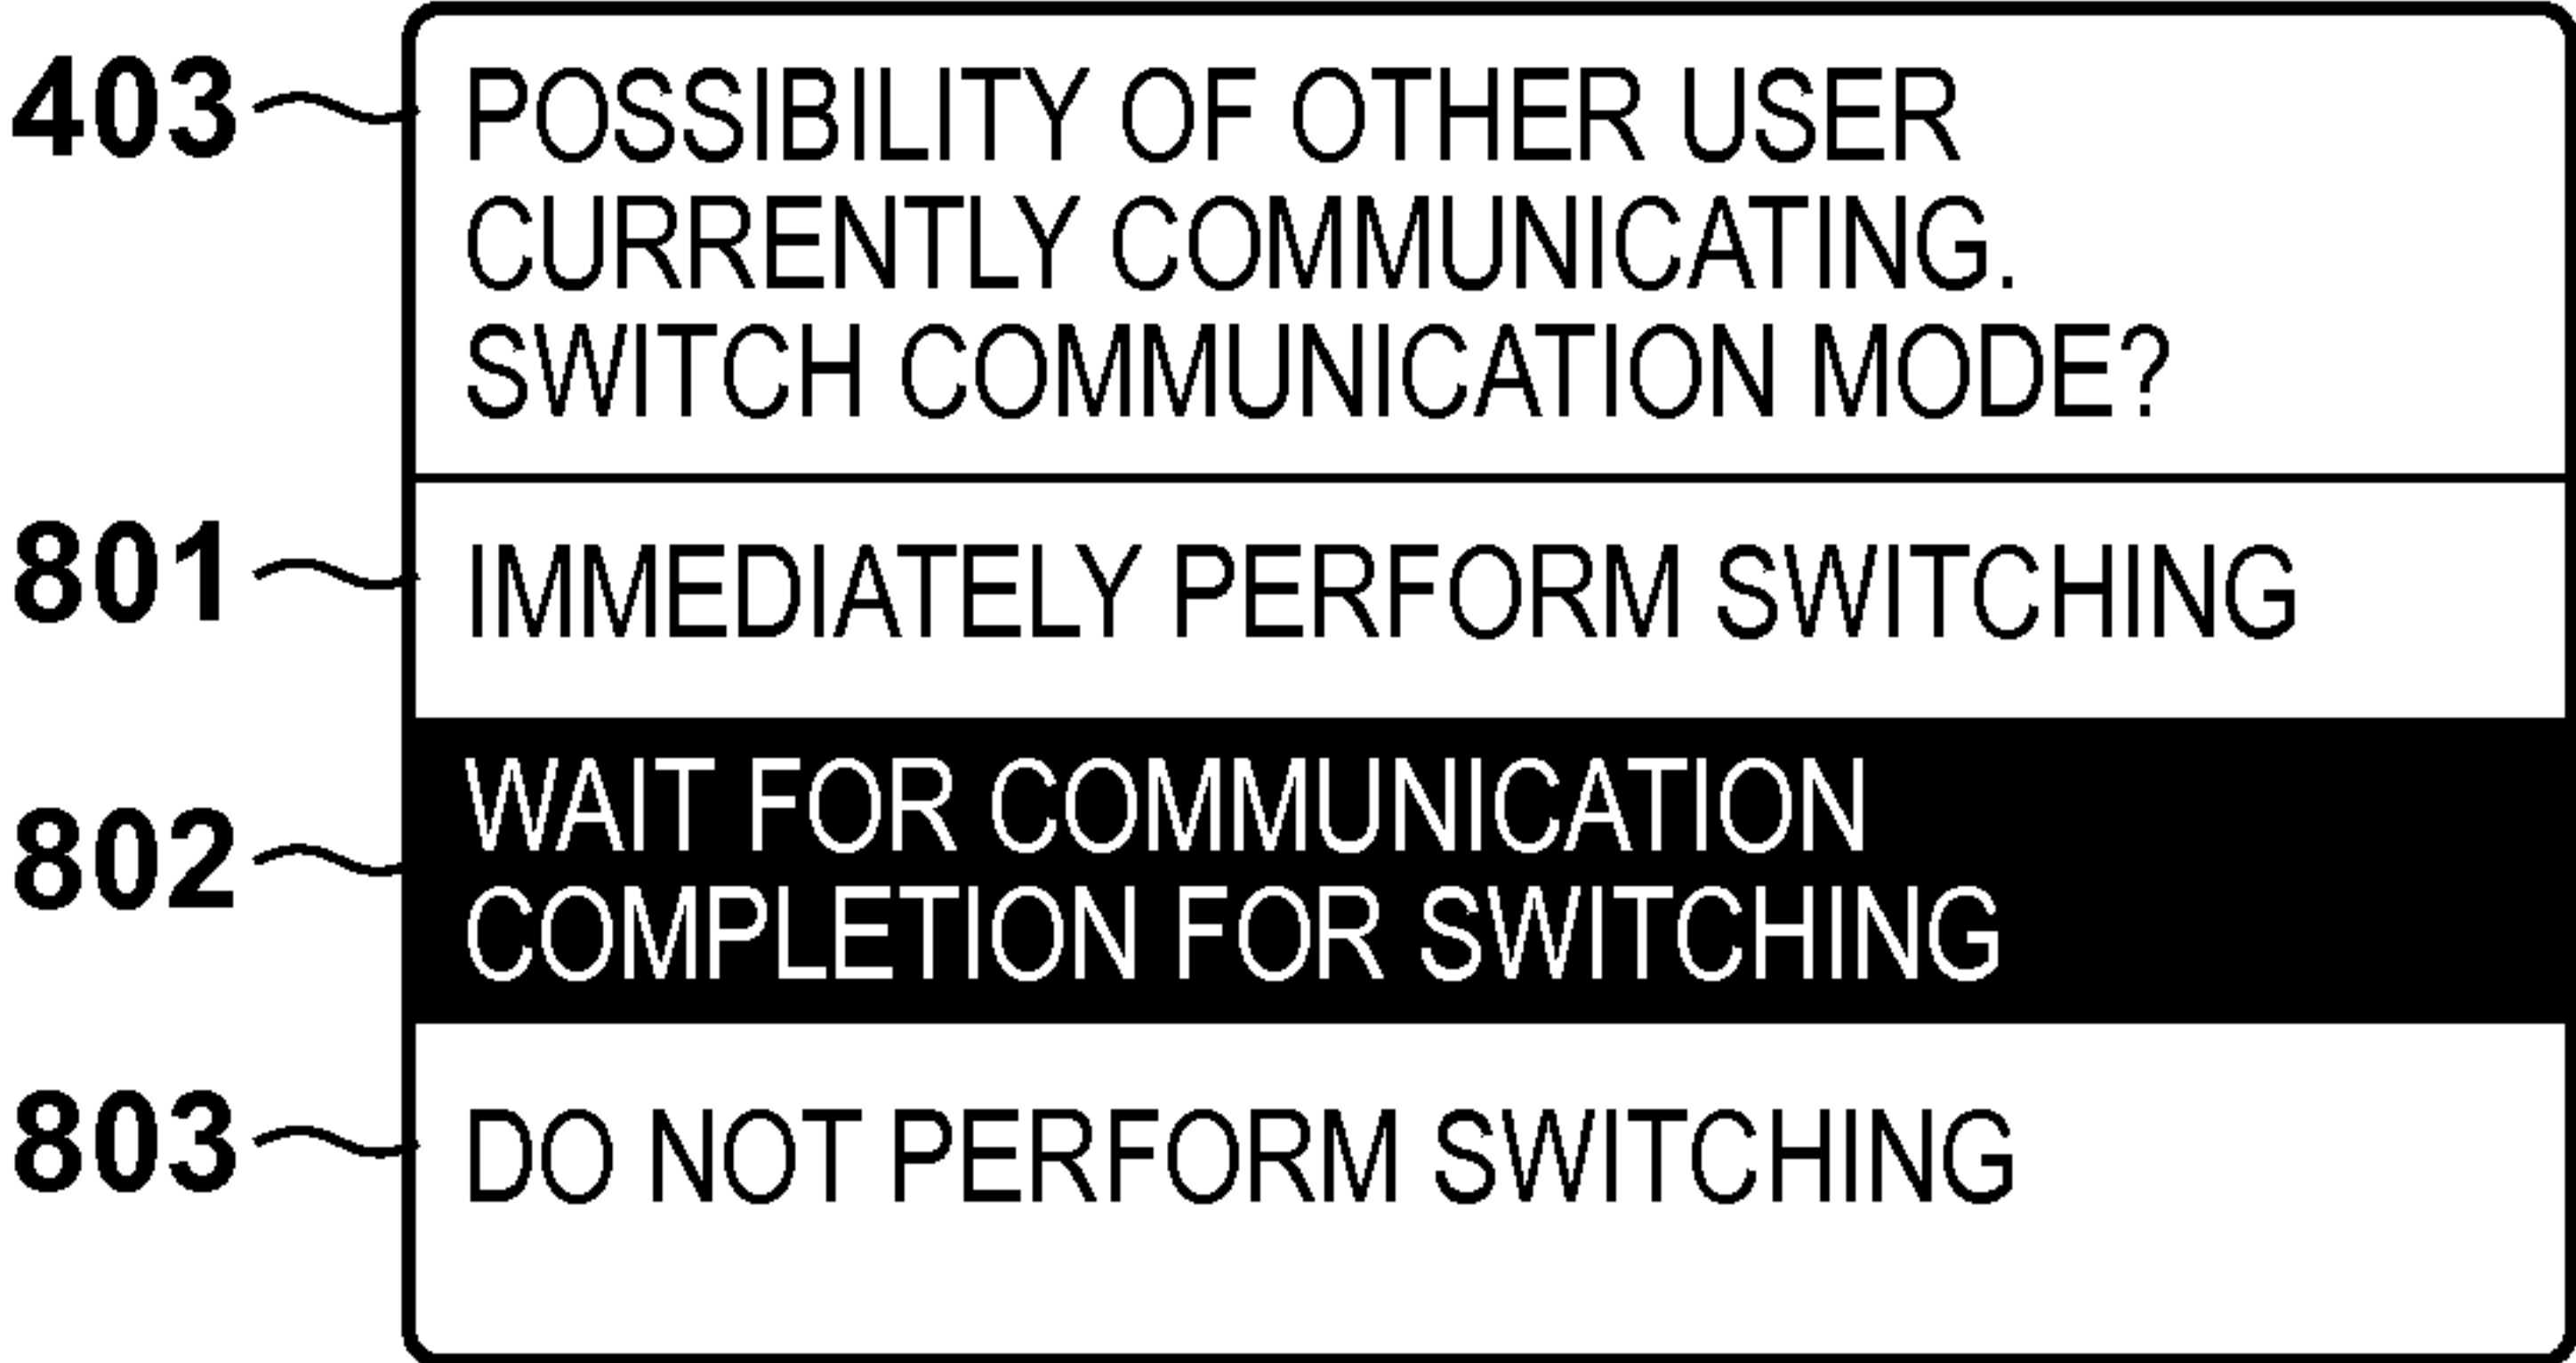 403 POSSIBILITY OF OTHER USER
CURRENTLY COMMUNICATING.
SWITCH COMMUNICATION MODE?
801 IMMEDIATELY PERFORM SWITCHING
802 WAIT FOR COMMUNICATION
COMPLETION FOR SWITCHING
803 DO NOT PERFORM SWITCHING